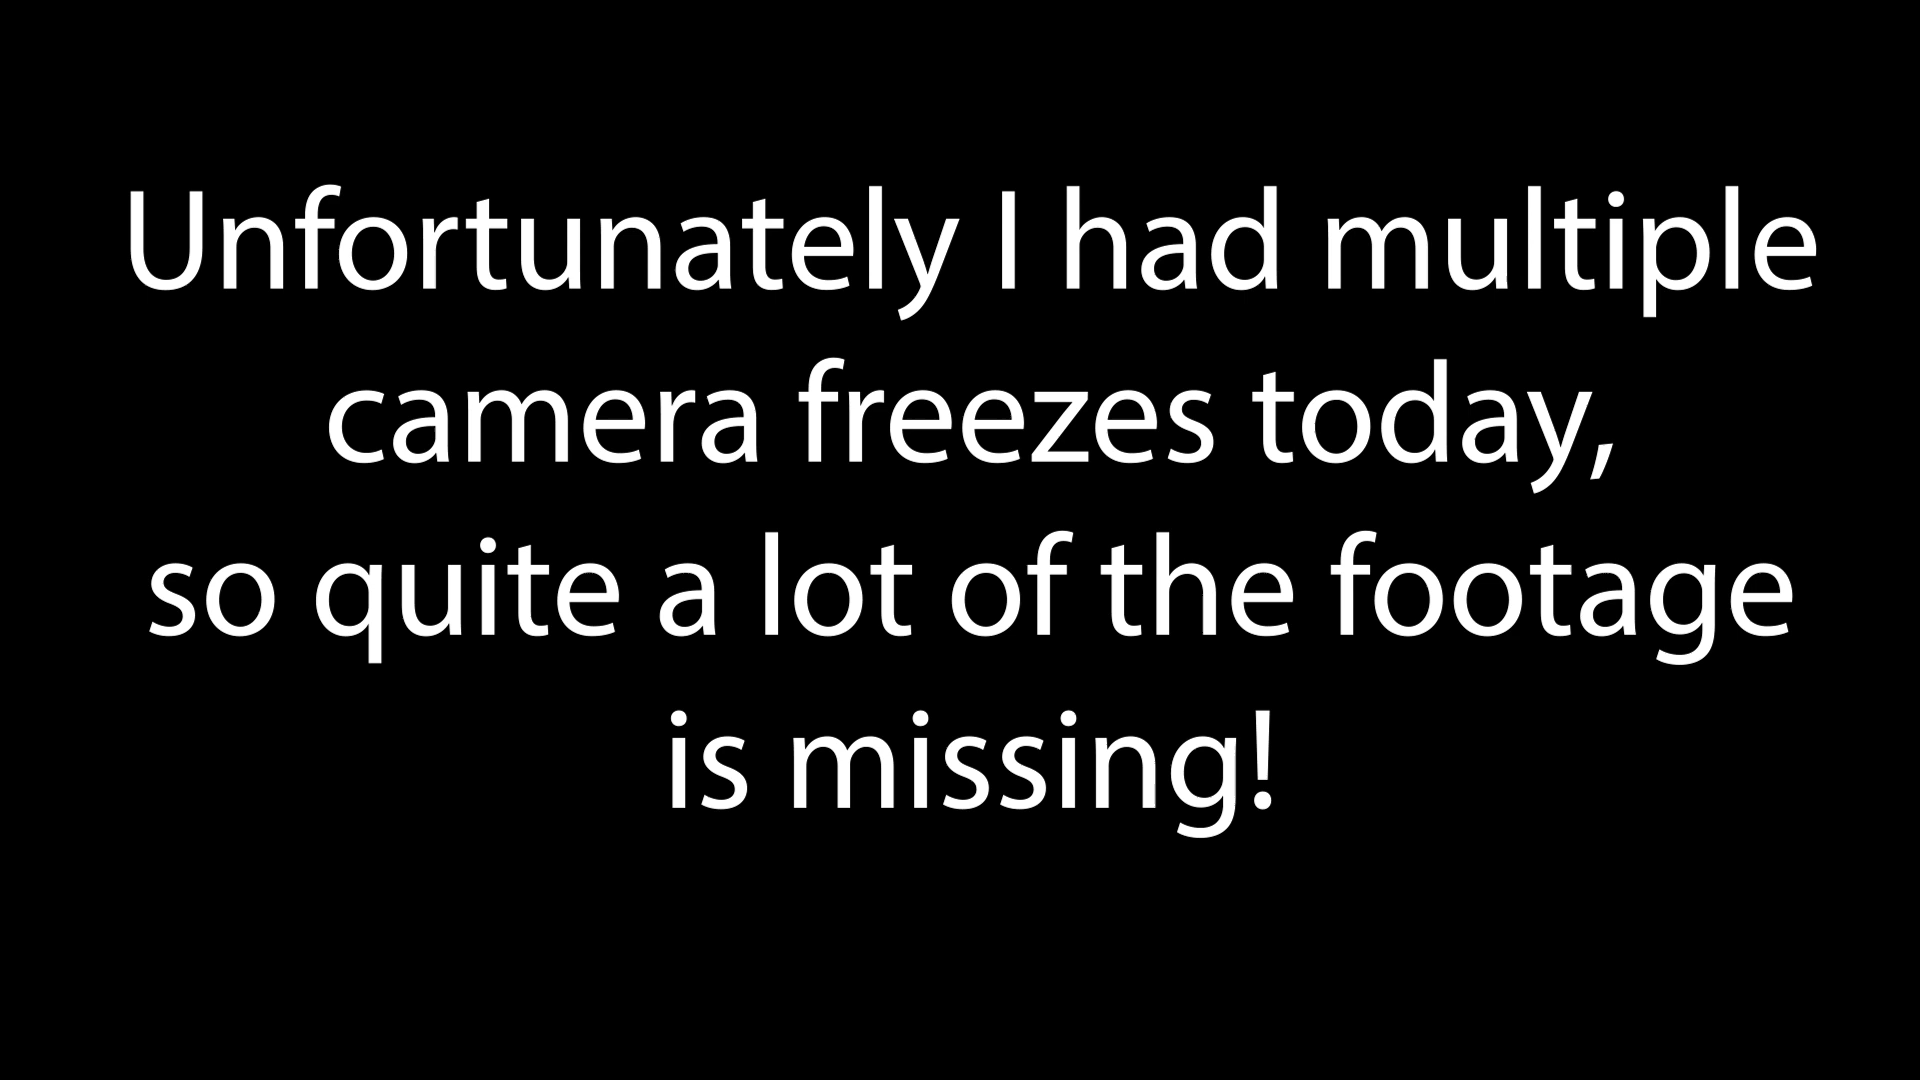 Unfortunately I had multiple
camera freezes today,
so quite a lot of the footage
is missing!